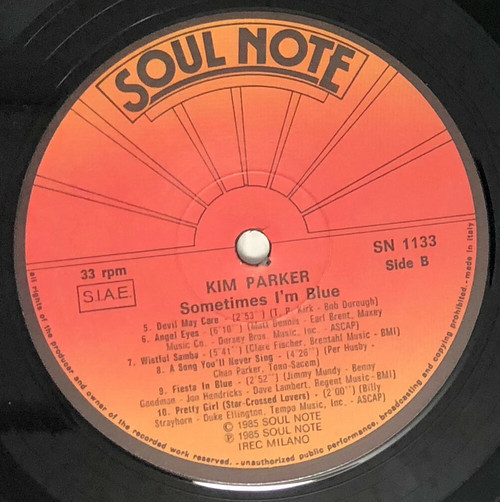 SOUL NOTE
33 rpm
S.I.A.E.
SN 1133
Side B
KIM PARKER
Sometimes I'm Blue
5. Devil May Care - (2'53") (T. P. Kirk - Bob Dorough)
6. Angel Eyes - (6'10") (Matt Dennis - Earl Brent, Maxey
Music Co. - Dorsey Bros. Music, Inc. - ASCAP)
7. Wistful Samba - (5'41") (Clare Fischer, Brentahl Music - BMI)
8. A Song You'll Never Sing - (4'26") (Per Husby -
Chan Parker, Tono-Sacem)
9. Fiesta In Blue - (2'52") (Jimmy Mundy - Benny
Goodman - Jon Hendricks - Dave Lambert, Regent Music - BMI)
10. Pretty Girl (Star-Crossed Lovers) - (2'00") (Billy
Strayhorn - Duke Ellington, Tempo Music, Inc. - ASCAP)
© 1985 SOUL NOTE
℗ 1985 SOUL NOTE
IREC MILANO
all rights of the producer and owner of the recorded work reserved. - unauthorized public performance, broadcasting and copying prohibited. - made in Italy